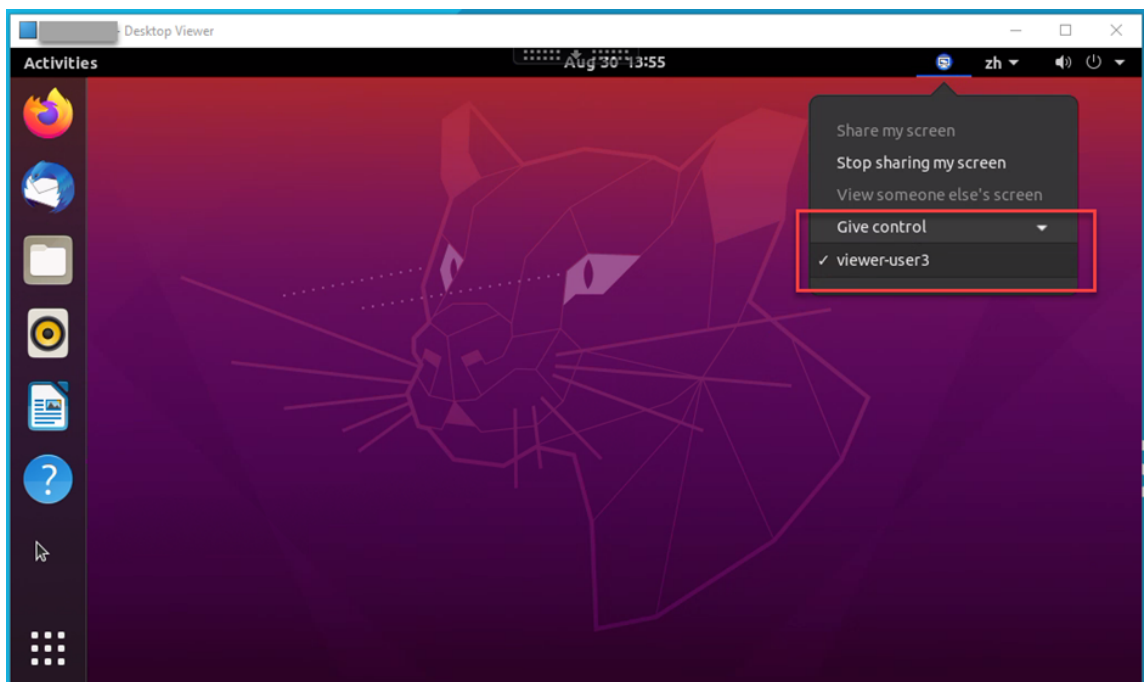 - Desktop Viewer
Activities Aug 30 13:55 zh
Share my screen
Stop sharing my screen
View someone else's screen
Give control
✓ viewer-user3
?